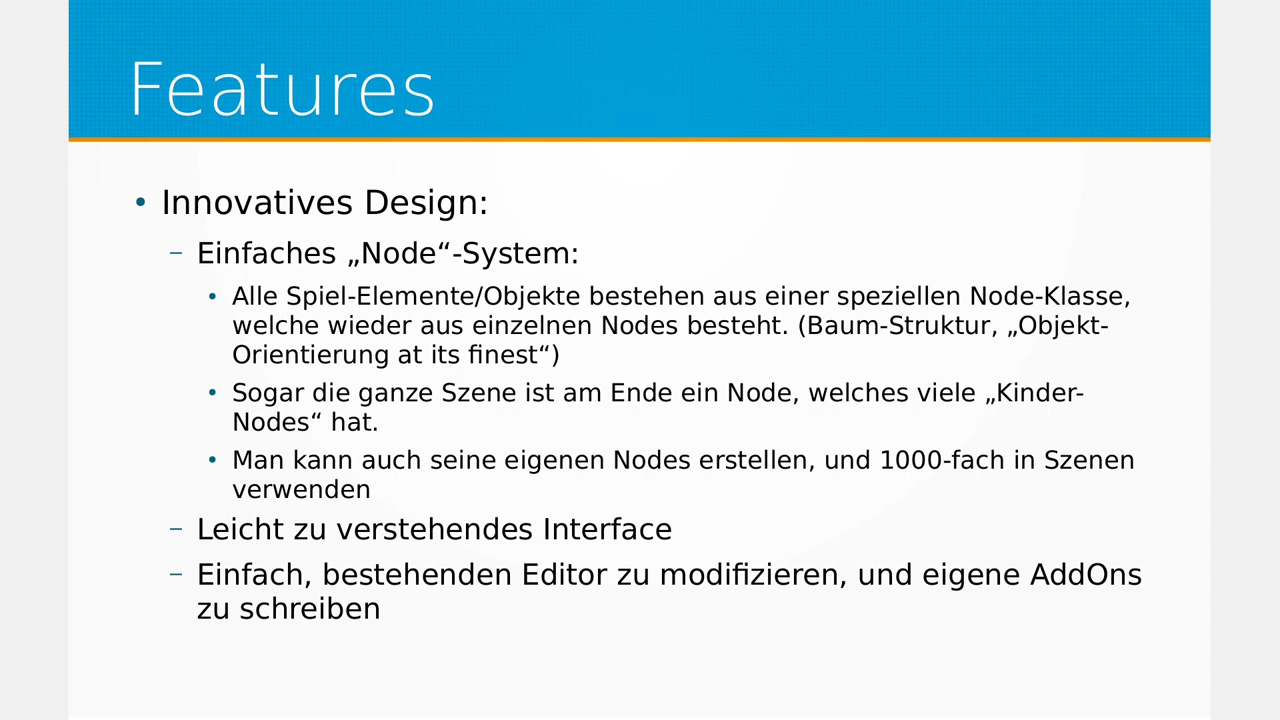 Features
• Innovatives Design:
– Einfaches „Node“-System:
• Alle Spiel-Elemente/Objekte bestehen aus einer speziellen Node-Klasse,
welche wieder aus einzelnen Nodes besteht. (Baum-Struktur, „Objekt-
Orientierung at its finest“)
• Sogar die ganze Szene ist am Ende ein Node, welches viele „Kinder-
Nodes“ hat.
• Man kann auch seine eigenen Nodes erstellen, und 1000-fach in Szenen
verwenden
– Leicht zu verstehendes Interface
– Einfach, bestehenden Editor zu modifizieren, und eigene AddOns
zu schreiben